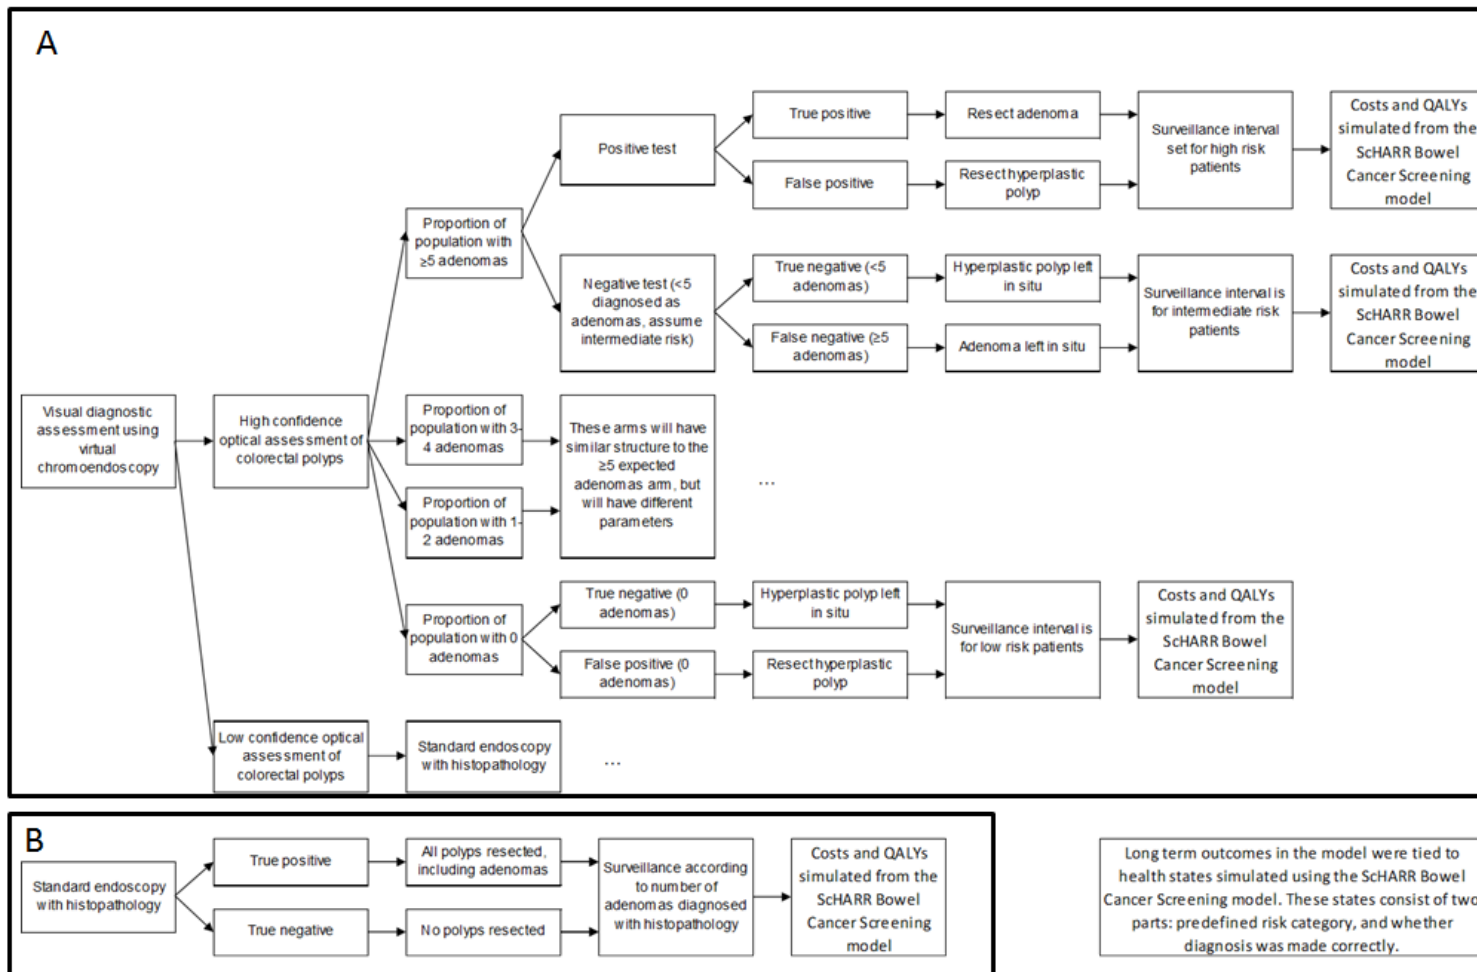 A
Visual diagnostic
assessment using
virtual
chromoendoscopy
High confidence
optical assessment of
colorectal polyps
Low confidence optical
assessment of
colorectal polyps
Proportion of
population with
≥5 adenomas
Proportion of
population with 3-
4 adenomas
Proportion of
population with 1-
2 adenomas
Proportion of
population with 0
adenomas
Standard endoscopy
with histopathology
...
Positive test
Negative test (<5
diagnosed as
adenomas, assume
intermediate risk)
These arms will have
similar structure to the
≥5 expected
adenomas arm, but
will have different
parameters
...
True negative (0
adenomas)
False positive (0
adenomas)
True positive
False positive
True negative (<5
adenomas)
False negative (≥5
adenomas)
Hyperplastic polyp left
in situ
Resect hyperplastic
polyp
Resect adenoma
Resect hyperplastic
polyp
Hyperplastic polyp left
in situ
Adenoma left in situ
Surveillance interval is
for low risk patients
Surveillance interval
set for high risk
patients
Surveillance interval is
for intermediate risk
patients
Costs and QALYs
simulated from the
ScHARR Bowel
Cancer Screening
model
Costs and QALYs
simulated from the
ScHARR Bowel
Cancer Screening
model
Costs and QALYs
simulated from the
ScHARR Bowel
Cancer Screening
model
B
Standard endoscopy
with histopathology
True positive
True negative
All polyps resected,
including adenomas
No polyps resected
Surveillance according
to number of
adenomas diagnosed
with histopathology
Costs and QALYs
simulated from the
ScHARR Bowel
Cancer Screening
model
Long term outcomes in the model were tied to
health states simulated using the ScHARR Bowel
Cancer Screening model. These states consist of two
parts: predefined risk category, and whether
diagnosis was made correctly.